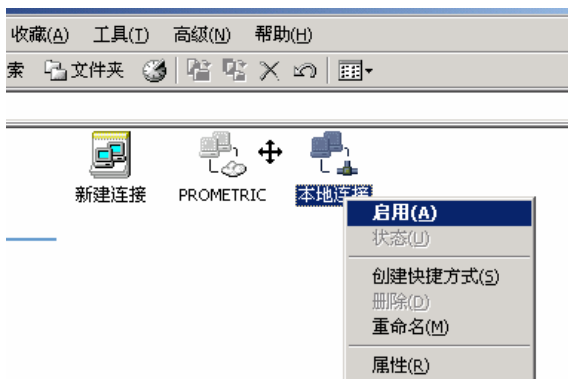 收藏(A) 工具(T) 高级(N) 帮助(H)
索 文件夹
新建连接 PROMETRIC 本地连接
启用(A)
状态(U)
创建快捷方式(S)
删除(D)
重命名(M)
属性(R)